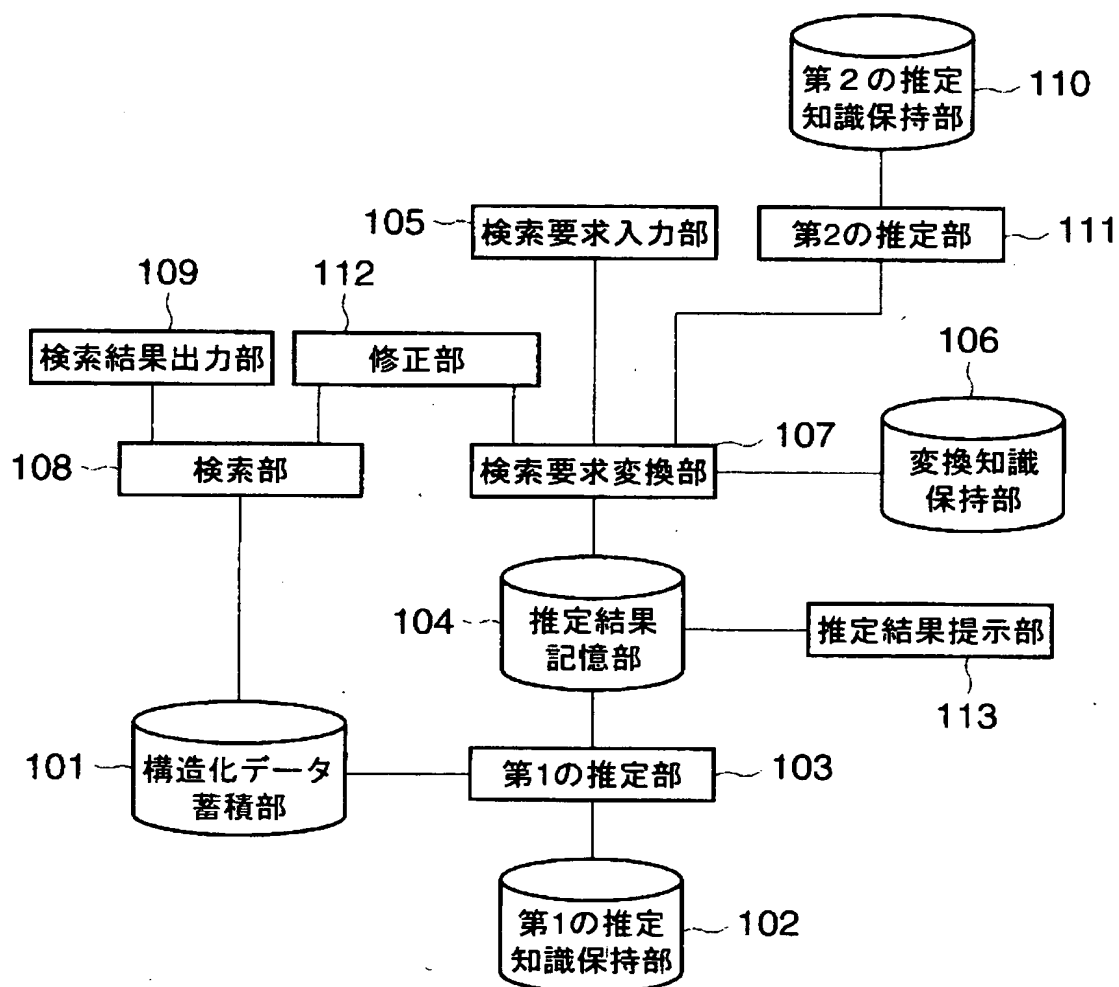 第２の推定
知識保持部
110
105
検索要求入力部
第2の推定部
111
109
112
検索結果出力部
修正部
106
107
108
検索部
検索要求変換部
変換知識
保持部
104
推定結果
記憶部
推定結果提示部
113
101
構造化データ
蓄積部
第1の推定部
103
第1の推定
知識保持部
102